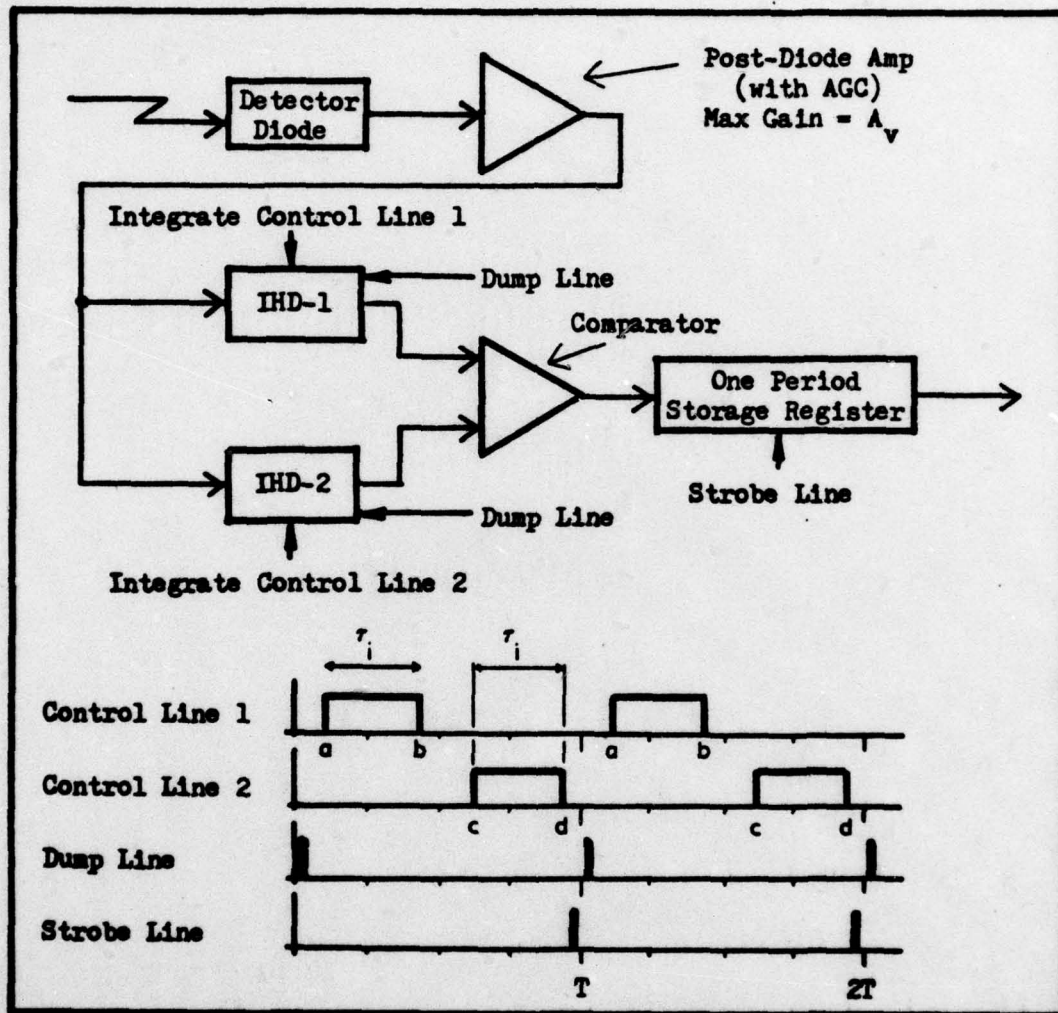 Post-Diode Amp
(with AGC)
Max Gain = A_v
Detector
Diode
Integrate Control Line 1
Dump Line
IHD-1
Comparator
One Period
Storage Register
IHD-2
Strobe Line
Dump Line
Integrate Control Line 2
τ_i
τ_i
Control Line 1
a b a b
Control Line 2
c d c d
Dump Line
Strobe Line
T 2T